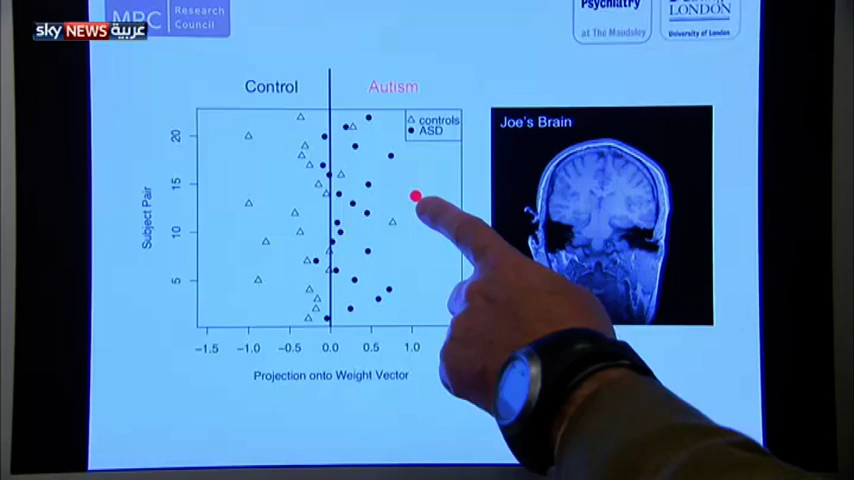 sky NEWS عربية
MRC
Research
Council
Psychiatry
at The Maudsley
LONDON
University of London
Control
Autism
controls
ASD
Joe's Brain
Subject Pair
20
15
10
5
−1.5
−1.0
−0.5
0.0
0.5
1.0
Projection onto Weight Vector